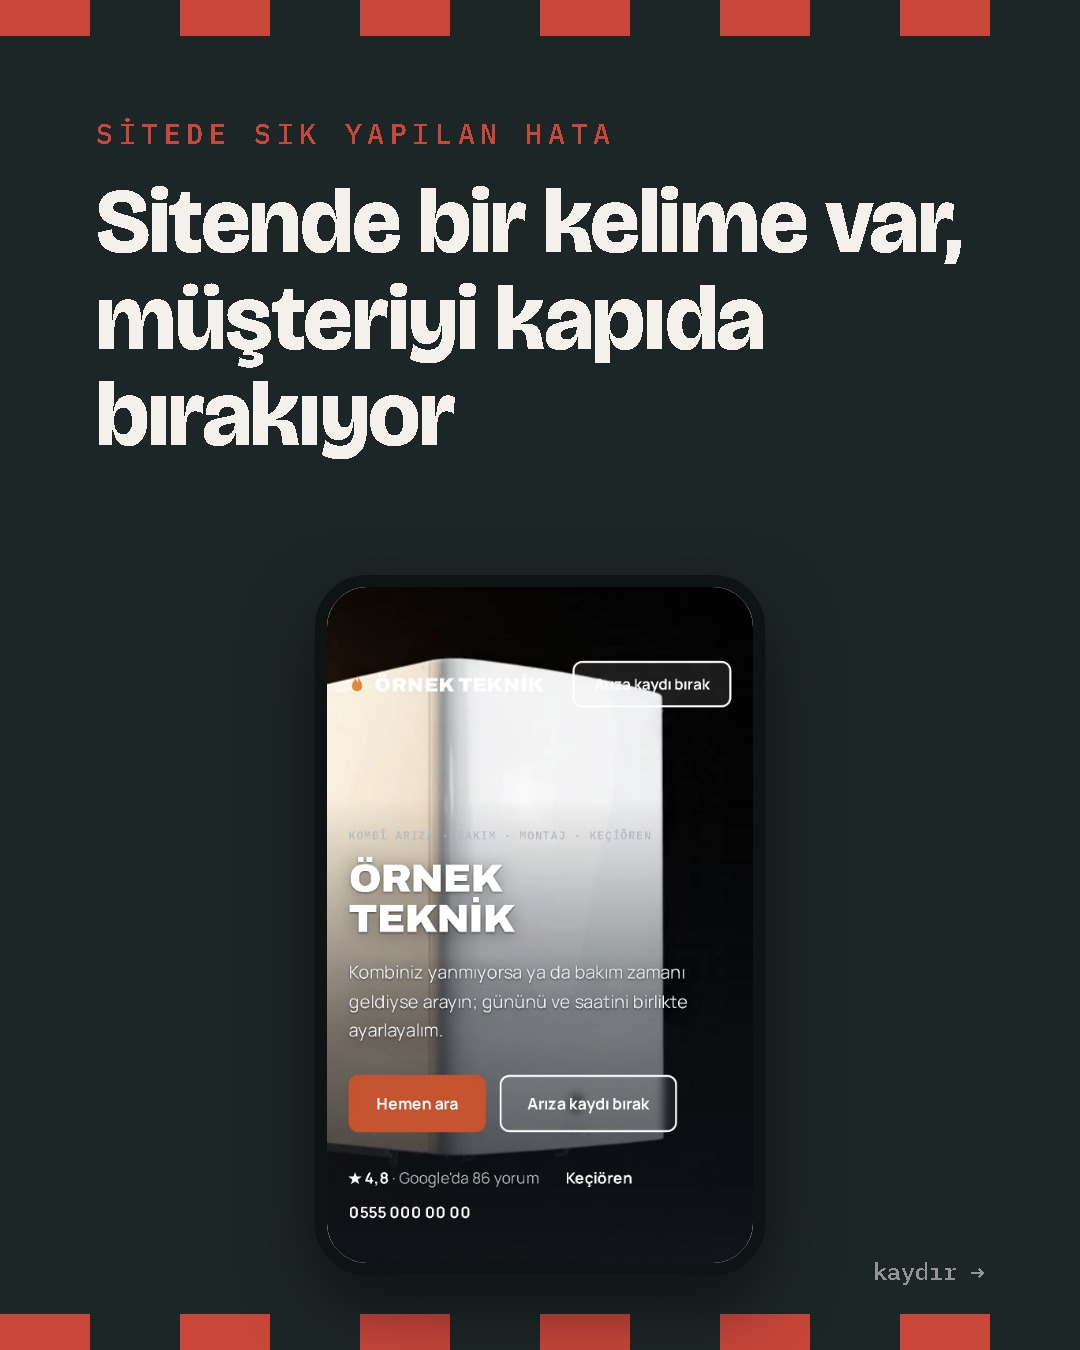 SİTEDE SIK YAPILAN HATA
Sitende bir kelime var,
müşteriyi kapıda
bırakıyor
ÖRNEK TEKNİK
Arıza kaydı bırak
KOMBİ ARIZA · BAKIM · MONTAJ · KEÇİÖREN
ÖRNEK
TEKNİK
Kombiniz yanmıyorsa ya da bakım zamanı
geldiyse arayın; gününü ve saatini birlikte
ayarlayalım.
Hemen ara
Arıza kaydı bırak
★ 4,8 · Google'da 86 yorum Keçiören
0555 000 00 00
kaydır →